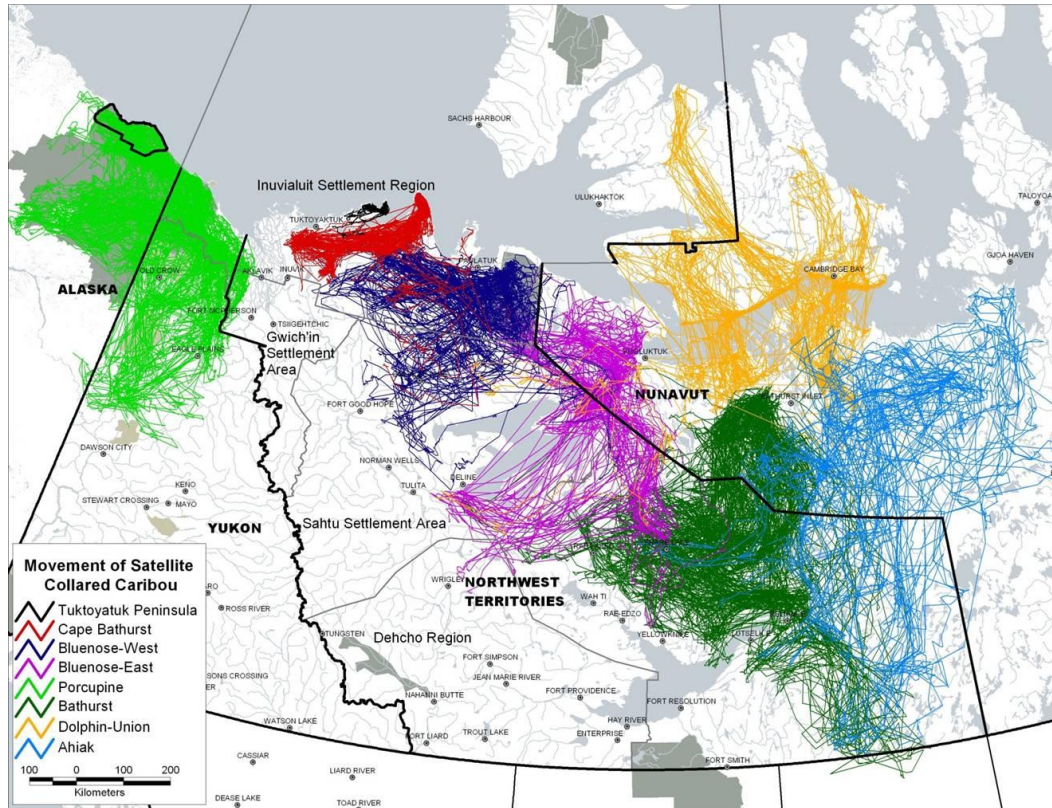 SACHS HARBOUR
Inuvialuit Settlement Region
ULUKHAKTOK
TALOYOA
TUKTOYAKTUK
GJOA HAVEN
PAULATUK
CAMBRIDGE BAY
OLD CROW
AKLAVIK
INUVIK
ALASKA
FORT MCPHERSON
TSIIGEHTCHIC
Gwich'in
Settlement
Area
EAGLE PLAINS
KUGLUKTUK
NUNAVUT
BATHURST INLET
FORT GOOD HOPE
DAWSON CITY
NORMAN WELLS
DELINE
TULITA
KENO
MAYO
STEWART CROSSING
YUKON
Sahtu Settlement Area
WRIGLEY
NORTHWEST
TERRITORIES
WAH TI
RAE-EDZO
YELLOWKNIFE
LUTSELK'E
ROSS RIVER
TUNGSTEN
Dehcho Region
FORT SIMPSON
JEAN MARIE RIVER
NAHANNI BUTTE
FORT PROVIDENCE
FORT RESOLUTION
HAY RIVER
ENTERPRISE
SONS CROSSING
WATSON LAKE
FORT LIARD
TROUT LAKE
FORT SMITH
CASSIAR
LIARD RIVER
DEASE LAKE
TOAD RIVER
Movement of Satellite
Collared Caribou
Tuktoyatuk Peninsula
Cape Bathurst
Bluenose-West
Bluenose-East
Porcupine
Bathurst
Dolphin-Union
Ahiak
100 0 100 200
Kilometers